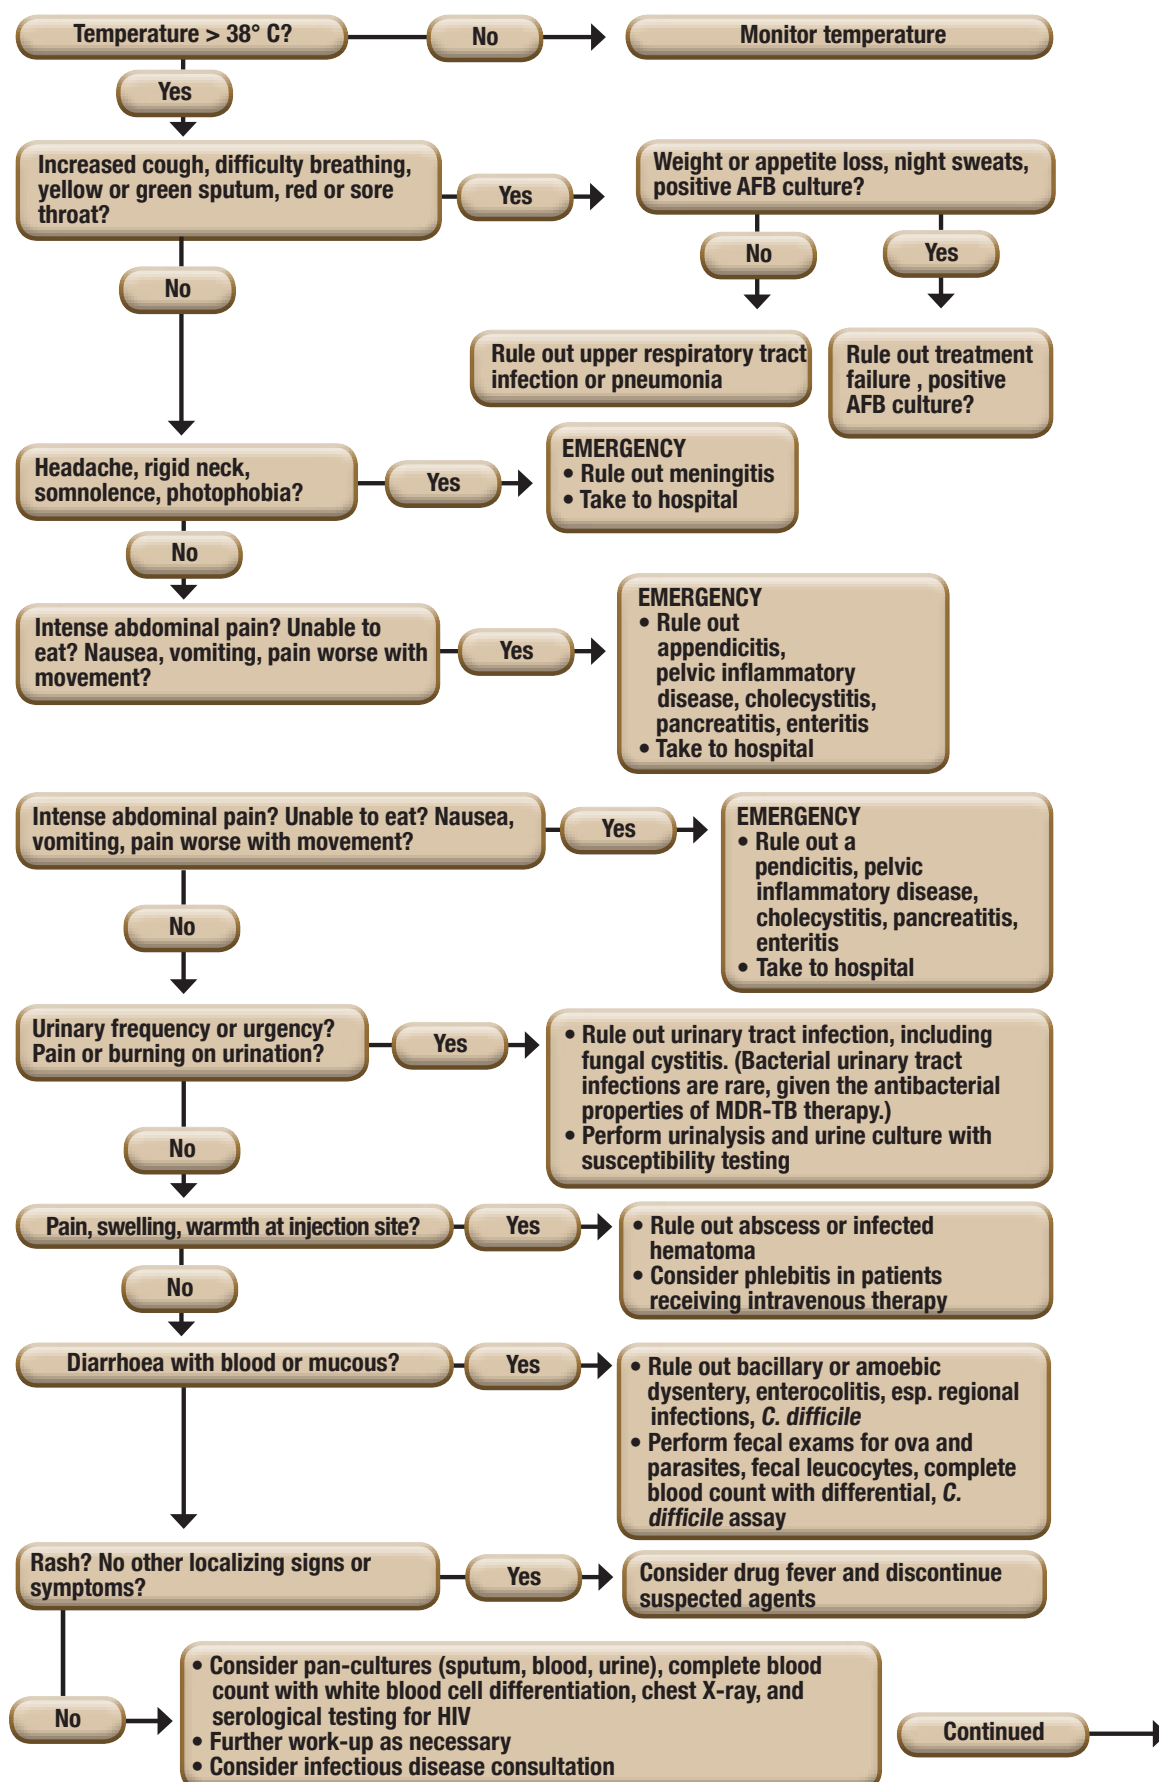 Temperature > 38° C?
No
Monitor temperature
Yes
Increased cough, difficulty breathing,
yellow or green sputum, red or sore
throat?
Yes
Weight or appetite loss, night sweats,
positive AFB culture?
No
Yes
No
Rule out upper respiratory tract
infection or pneumonia
Rule out treatment
failure , positive
AFB culture?
Headache, rigid neck,
somnolence, photophobia?
Yes
EMERGENCY
• Rule out meningitis
• Take to hospital
No
Intense abdominal pain? Unable to
eat? Nausea, vomiting, pain worse with
movement?
Yes
EMERGENCY
• Rule out
appendicitis,
pelvic inflammatory
disease, cholecystitis,
pancreatitis, enteritis
• Take to hospital
Intense abdominal pain? Unable to eat? Nausea,
vomiting, pain worse with movement?
Yes
EMERGENCY
• Rule out a
pendicitis, pelvic
inflammatory disease,
cholecystitis, pancreatitis,
enteritis
• Take to hospital
No
Urinary frequency or urgency?
Pain or burning on urination?
Yes
• Rule out urinary tract infection, including
fungal cystitis. (Bacterial urinary tract
infections are rare, given the antibacterial
properties of MDR-TB therapy.)
• Perform urinalysis and urine culture with
susceptibility testing
No
Pain, swelling, warmth at injection site?
Yes
• Rule out abscess or infected
hematoma
• Consider phlebitis in patients
receiving intravenous therapy
No
Diarrhoea with blood or mucous?
Yes
• Rule out bacillary or amoebic
dysentery, enterocolitis, esp. regional
infections, C. difficile
• Perform fecal exams for ova and
parasites, fecal leucocytes, complete
blood count with differential, C.
difficile assay
Rash? No other localizing signs or
symptoms?
Yes
Consider drug fever and discontinue
suspected agents
No
• Consider pan-cultures (sputum, blood, urine), complete blood
count with white blood cell differentiation, chest X-ray, and
serological testing for HIV
• Further work-up as necessary
• Consider infectious disease consultation
Continued